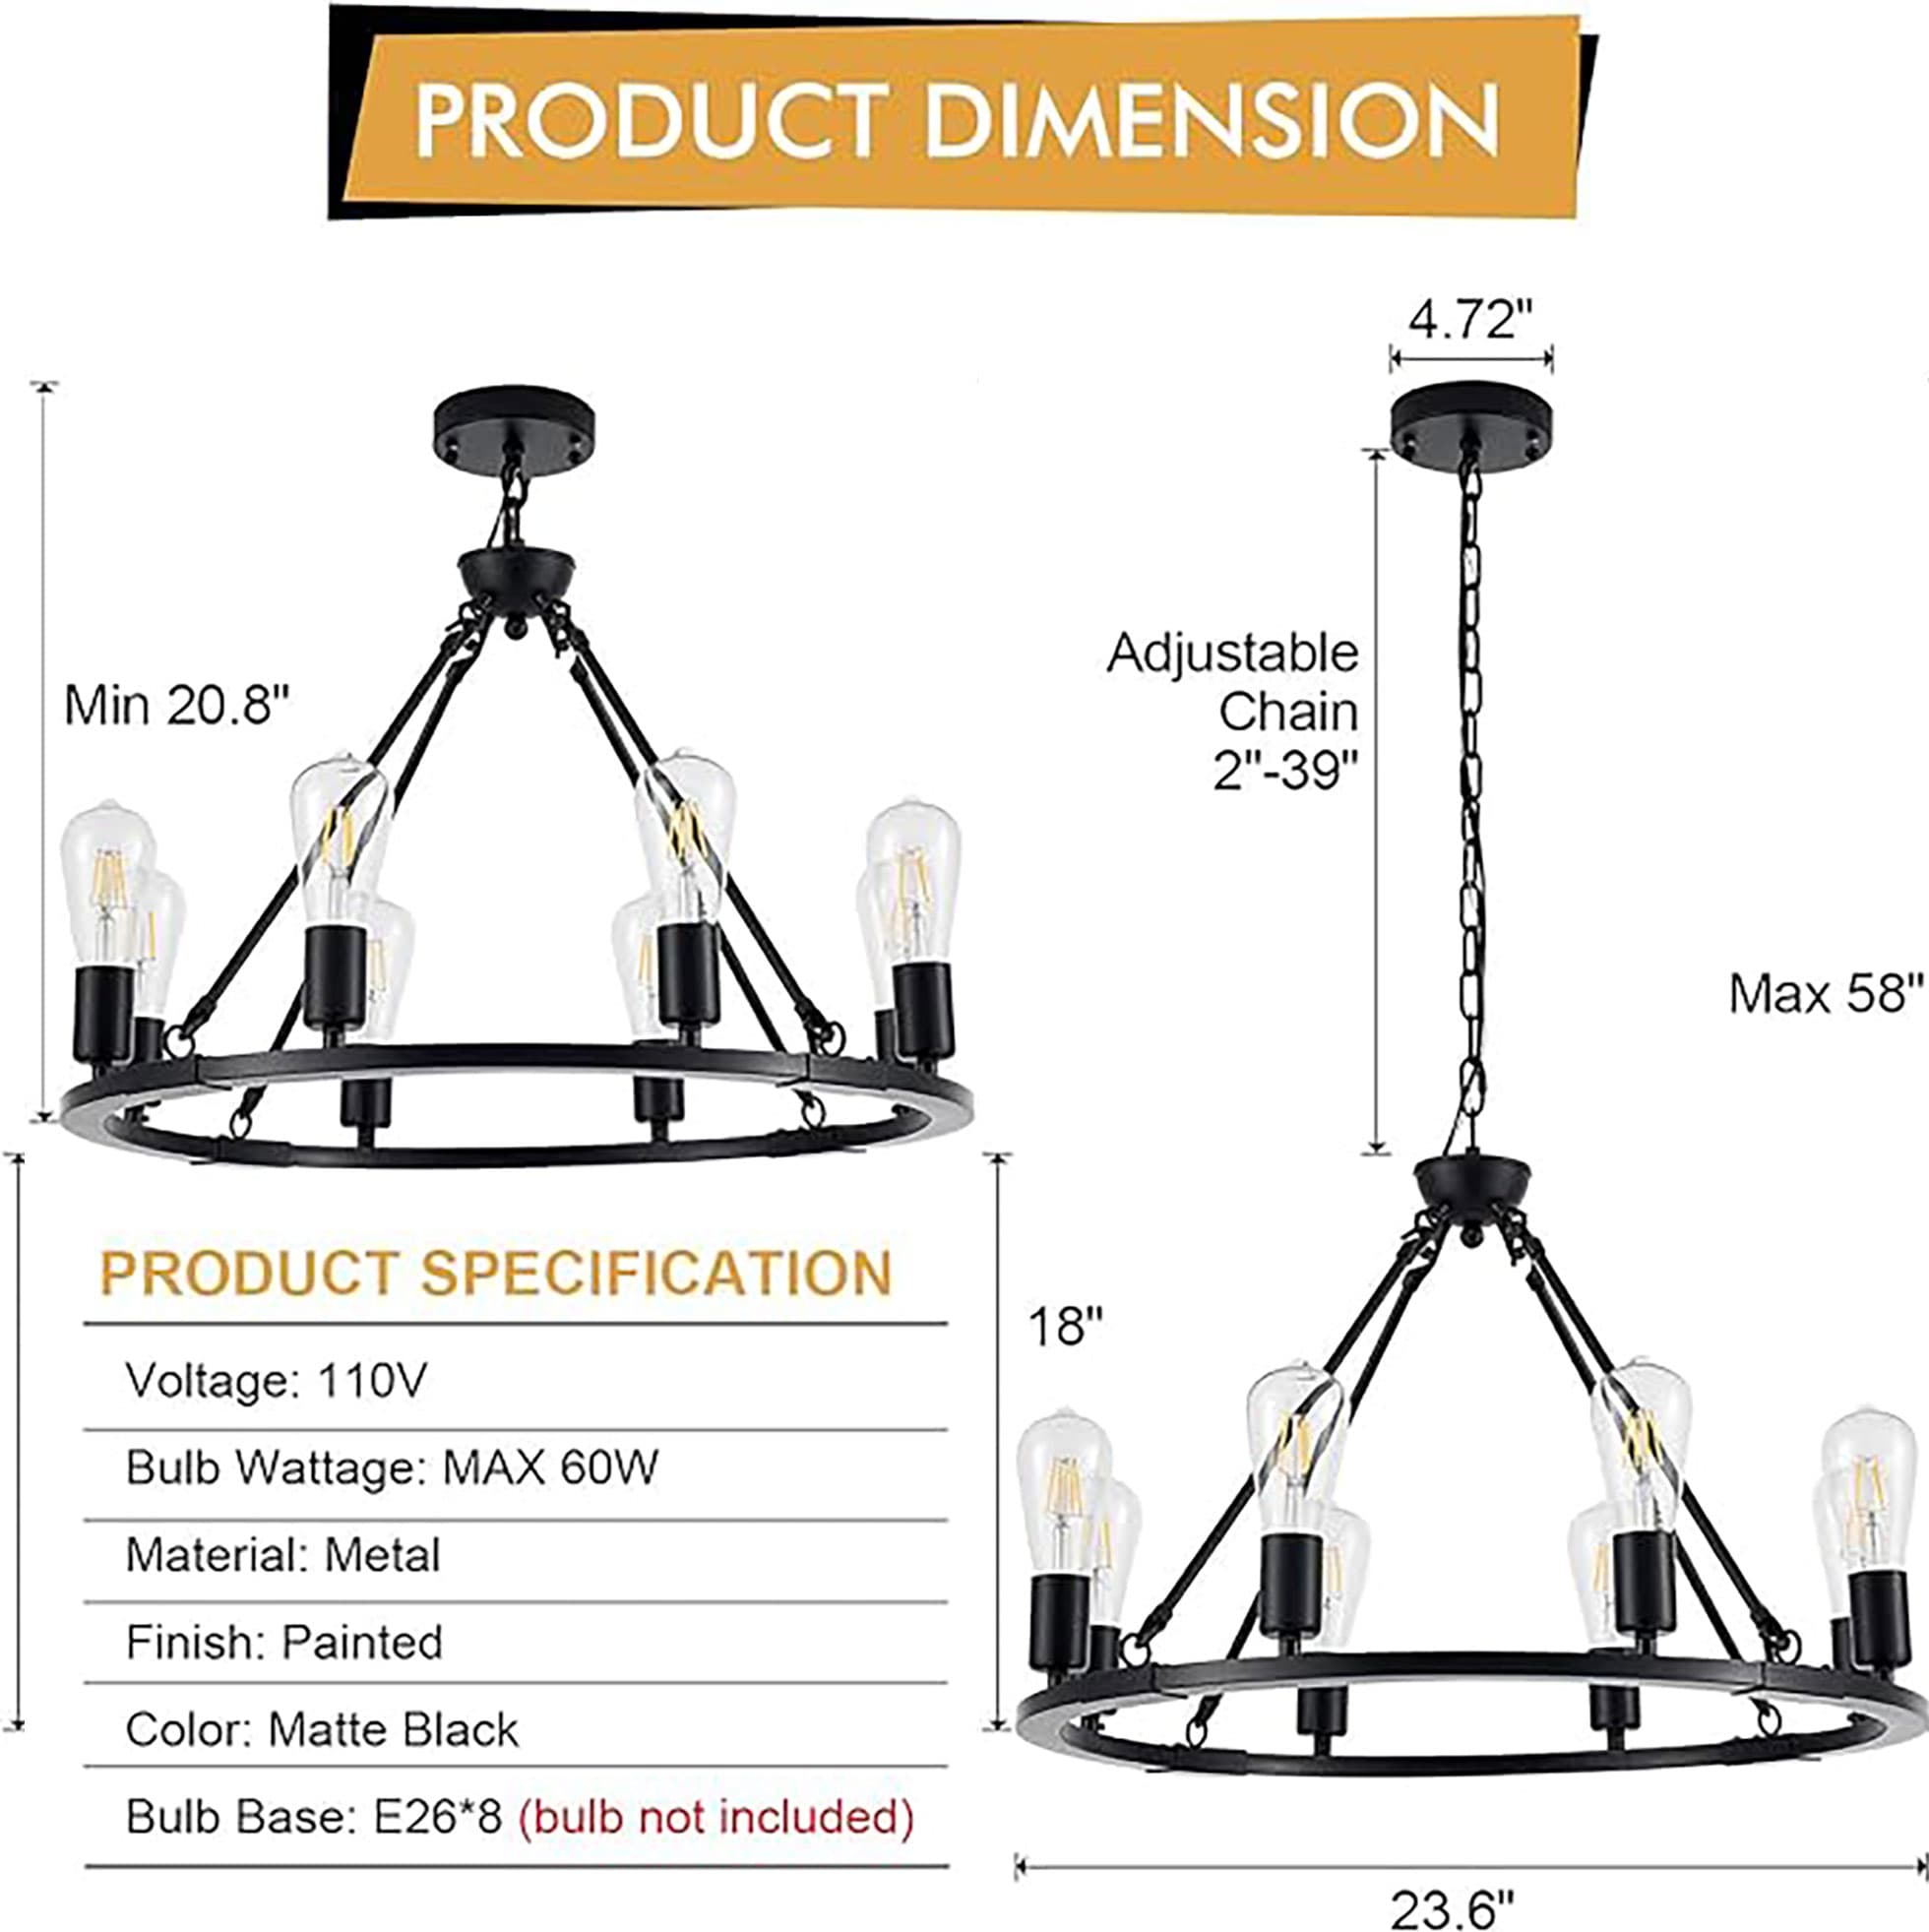 PRODUCT DIMENSION
4.72"
Min 20.8"
Adjustable
Chain
2"-39"
Max 58"
18"
PRODUCT SPECIFICATION
Voltage: 110V
Bulb Wattage: MAX 60W
Material: Metal
Finish: Painted
Color: Matte Black
Bulb Base: E26*8 (bulb not included)
23.6"